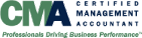 CMA CERTIFIED
MANAGEMENT
ACCOUNTANT
Professionals Driving Business Performance™